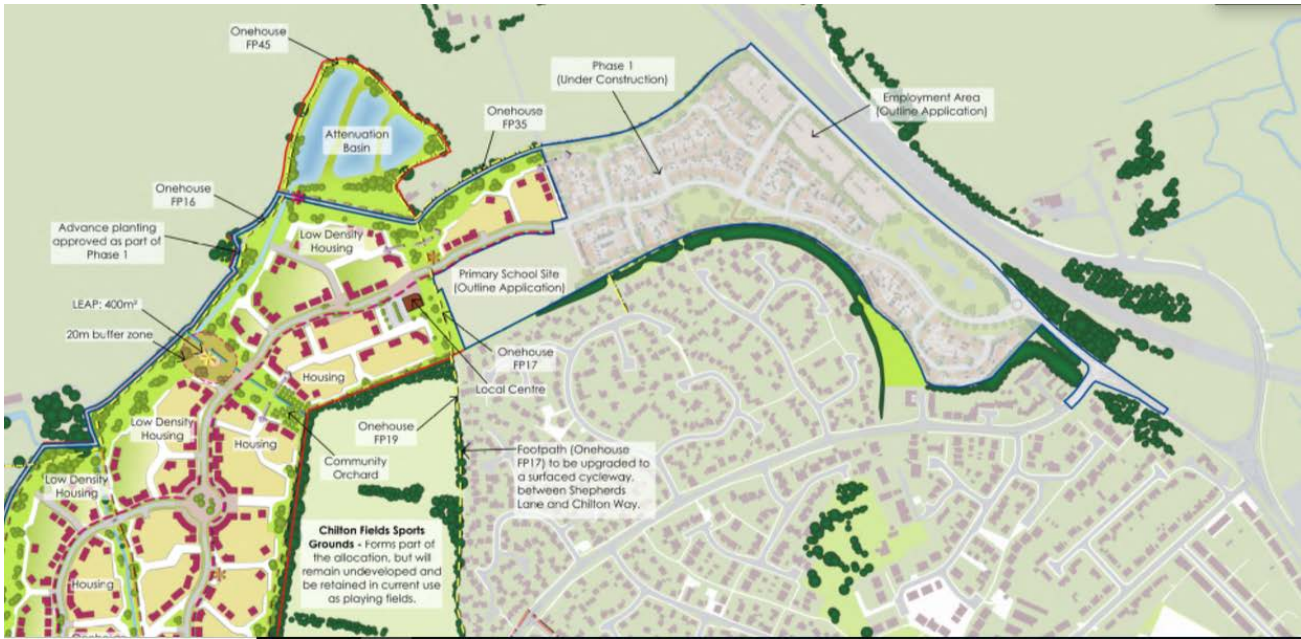 Onehouse
FP45
Attenuation
Basin
Phase 1
(Under Construction)
Employment Area
(Outline Application)
Onehouse
FP35
Onehouse
FP16
Advance planting
approved as part of
Phase 1
Low Density
Housing
Primary School Site
(Outline Application)
LEAP: 400m²
20m buffer zone
Onehouse
FP17
Local Centre
Housing
Low Density
Housing
Housing
Onehouse
FP19
Community
Orchard
Footpath (Onehouse
FP17) to be upgraded to
a surfaced cycleway,
between Shepherds
Lane and Chilton Way.
Low Density
Housing
Chilton Fields Sports
Grounds - Forms part of
the allocation, but will
remain undeveloped and
be retained in current use
as playing fields.
Housing
Onehouse